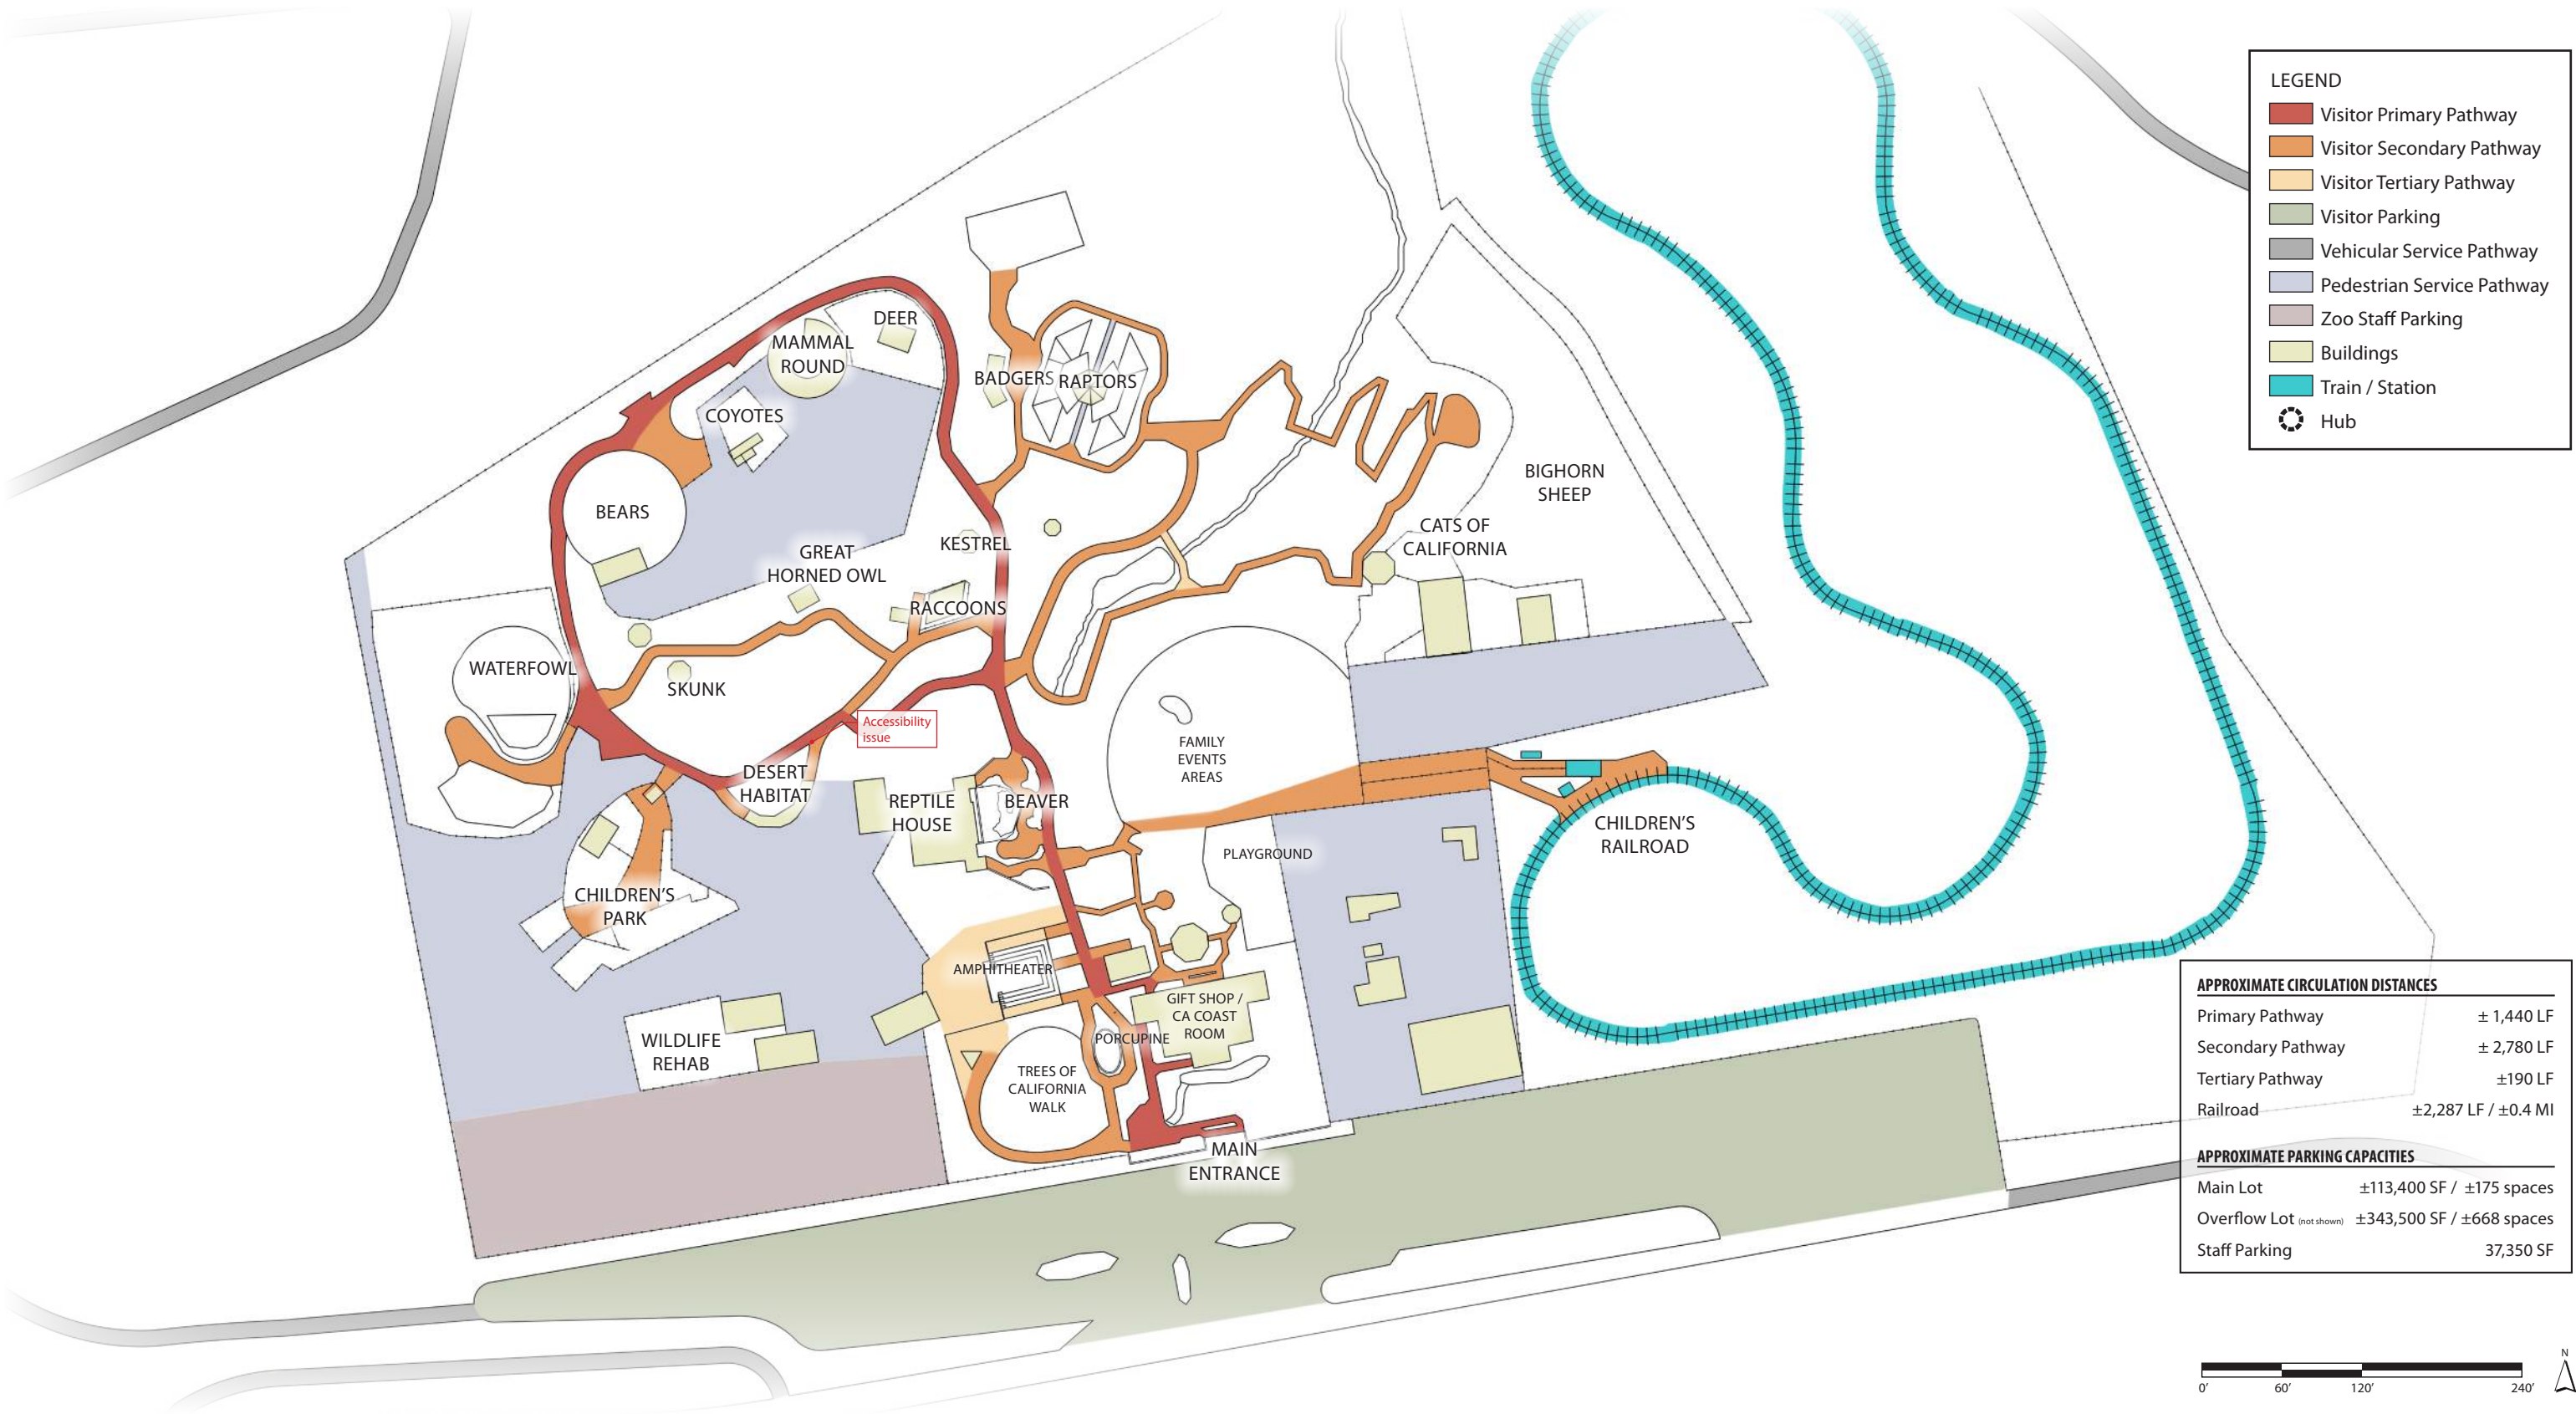 LEGEND
Visitor Primary Pathway
Visitor Secondary Pathway
Visitor Tertiary Pathway
Visitor Parking
Vehicular Service Pathway
Pedestrian Service Pathway
Zoo Staff Parking
Buildings
Train / Station
Hub
DEER
MAMMAL
ROUND
BADGERS
RAPTORS
COYOTES
BIGHORN
SHEEP
BEARS
CATS OF
CALIFORNIA
KESTREL
GREAT
HORNED OWL
RACCOONS
WATERFOWL
SKUNK
Accessibility
issue
FAMILY
EVENTS
AREAS
DESERT
HABITAT
REPTILE
HOUSE
BEAVER
CHILDREN'S
RAILROAD
PLAYGROUND
CHILDREN'S
PARK
AMPHITHEATER
GIFT SHOP /
CA COAST
ROOM
PORCUPINE
WILDLIFE
REHAB
TREES OF
CALIFORNIA
WALK
MAIN
ENTRANCE
APPROXIMATE CIRCULATION DISTANCES
Primary Pathway ± 1,440 LF
Secondary Pathway ± 2,780 LF
Tertiary Pathway ±190 LF
Railroad ±2,287 LF / ±0.4 MI
APPROXIMATE PARKING CAPACITIES
Main Lot ±113,400 SF / ±175 spaces
Overflow Lot (not shown) ±343,500 SF / ±668 spaces
Staff Parking 37,350 SF
N
0' 60' 120' 240'